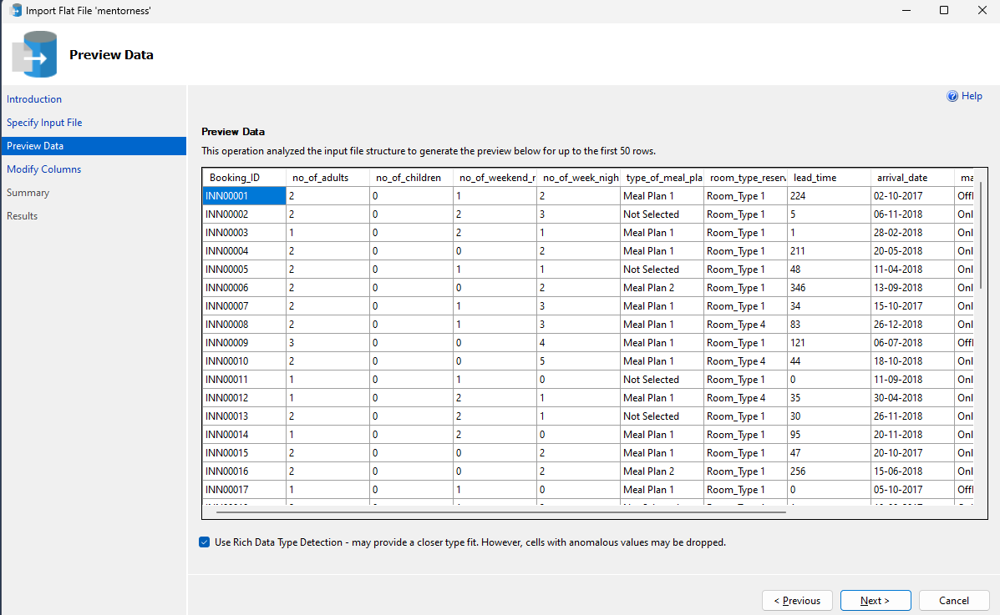 Import Flat File 'mentorness'
Preview Data
Introduction
Specify Input File
Preview Data
Modify Columns
Summary
Results
Help
Preview Data
This operation analyzed the input file structure to generate the preview below for up to the first 50 rows.
Booking_ID no_of_adults no_of_children no_of_weekend_r no_of_week_nigh type_of_meal_pla room_type_reserv lead_time arrival_date ma
INN00001 2 0 1 2 Meal Plan 1 Room_Type 1 224 02-10-2017 Offl
INN00002 2 0 2 3 Not Selected Room_Type 1 5 06-11-2018 Onl
INN00003 1 0 2 1 Meal Plan 1 Room_Type 1 1 28-02-2018 Onl
INN00004 2 0 0 2 Meal Plan 1 Room_Type 1 211 20-05-2018 Onl
INN00005 2 0 1 1 Not Selected Room_Type 1 48 11-04-2018 Onl
INN00006 2 0 0 2 Meal Plan 2 Room_Type 1 346 13-09-2018 Onl
INN00007 2 0 1 3 Meal Plan 1 Room_Type 1 34 15-10-2017 Onl
INN00008 2 0 1 3 Meal Plan 1 Room_Type 4 83 26-12-2018 Onl
INN00009 3 0 0 4 Meal Plan 1 Room_Type 1 121 06-07-2018 Offl
INN00010 2 0 0 5 Meal Plan 1 Room_Type 4 44 18-10-2018 Onl
INN00011 1 0 1 0 Not Selected Room_Type 1 0 11-09-2018 Onl
INN00012 1 0 2 1 Meal Plan 1 Room_Type 4 35 30-04-2018 Onl
INN00013 2 0 2 1 Not Selected Room_Type 1 30 26-11-2018 Onl
INN00014 1 0 2 0 Meal Plan 1 Room_Type 1 95 20-11-2018 Onl
INN00015 2 0 0 2 Meal Plan 1 Room_Type 1 47 20-10-2017 Onl
INN00016 2 0 0 2 Meal Plan 2 Room_Type 1 256 15-06-2018 Onl
INN00017 1 0 1 0 Meal Plan 1 Room_Type 1 0 05-10-2017 Offl
Use Rich Data Type Detection - may provide a closer type fit. However, cells with anomalous values may be dropped.
< Previous Next > Cancel